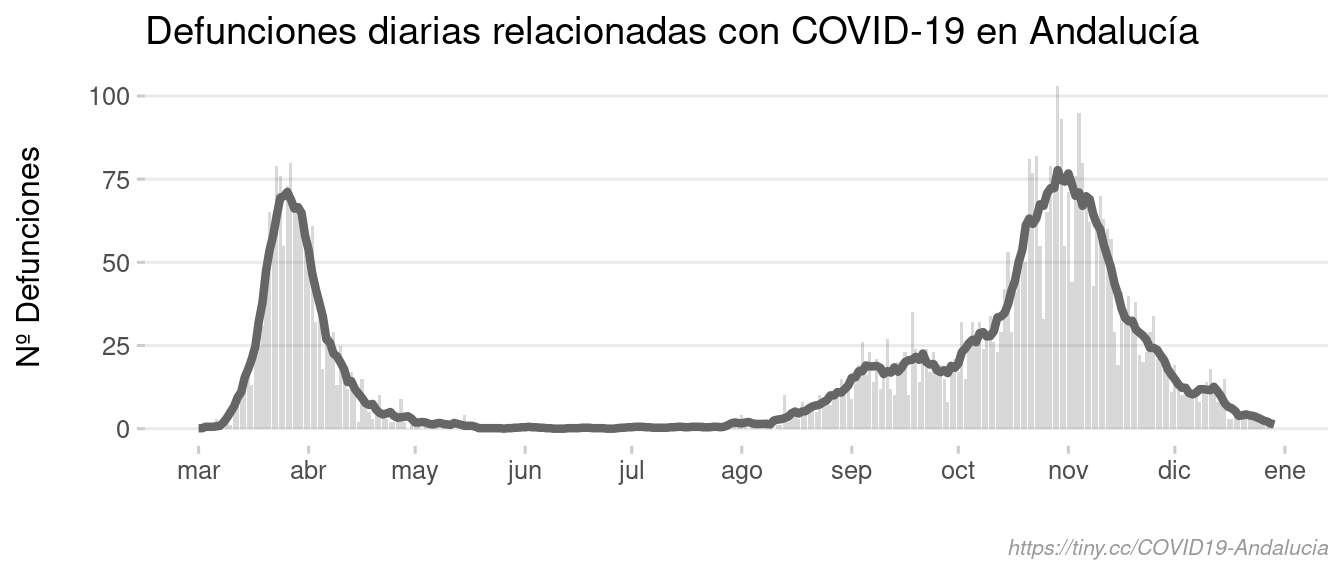 Defunciones diarias relacionadas con COVID-19 en Andalucía
Nº Defunciones
100
75
50
25
0
mar abr may jun jul ago sep oct nov dic ene
https://tiny.cc/COVID19-Andalucia